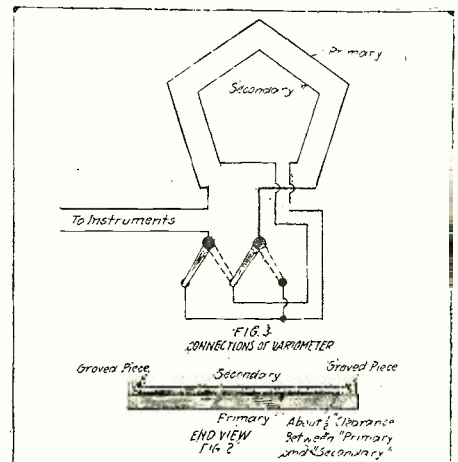 Primary
Secondary"
To Instruments
FIG. 3.
CONNECTIONS OF VARIOMETER
Groved Piece
Secondary
Groved Piece
Primary
About ⅛" Clearance
Between "Primary
and "Secondary"
END VIEW
FIG 2